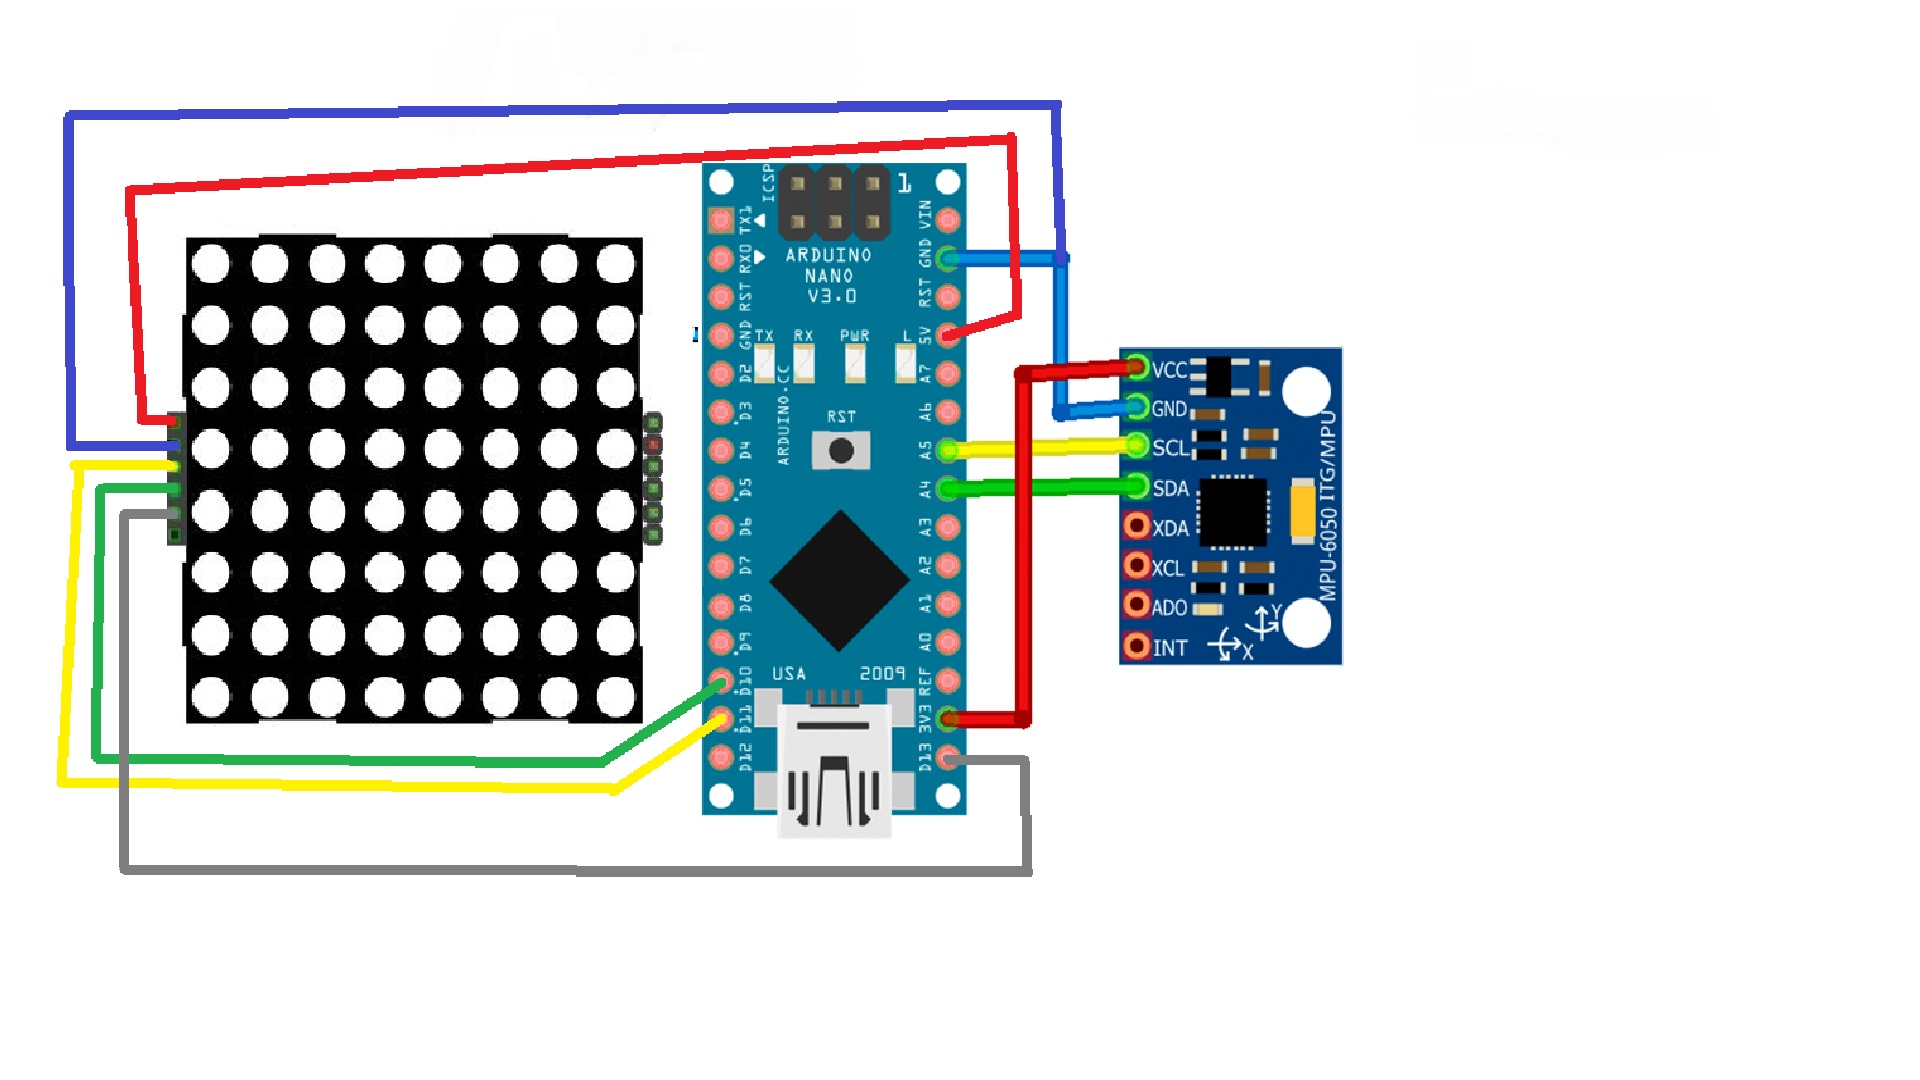 ICSP
1
TX1
RX0
RST
GND
D2
D3
D4
D5
D6
D7
D8
D9
D10
D11
D12
ARDUINO
NANO
V3.0
TX RX PWR L
ARDUINO.CC
RST
USA 2009
VIN
GND
RST
5V
A7
A6
A5
A4
A3
A2
A1
A0
REF
3V3
D13
VCC
GND
SCL
SDA
XDA
XCL
ADO
INT
MPU-6050 ITG/MPU
Y
X